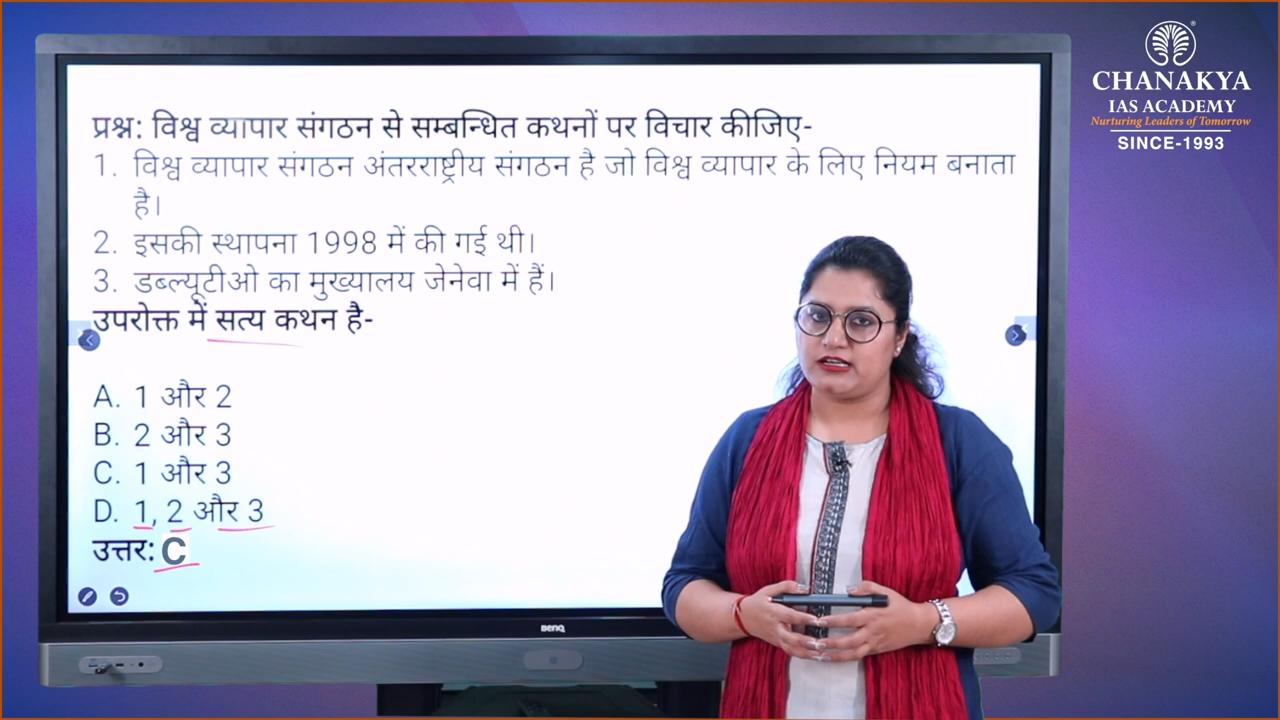 प्रश्न: विश्व व्यापार संगठन से सम्बन्धित कथनों पर विचार कीजिए-
1. विश्व व्यापार संगठन अंतरराष्ट्रीय संगठन है जो विश्व व्यापार के लिए नियम बनाता
है।
2. इसकी स्थापना 1998 में की गई थी।
3. डब्ल्यूटीओ का मुख्यालय जेनेवा में हैं।
उपरोक्त में सत्य कथन है-
A. 1 और 2
B. 2 और 3
C. 1 और 3
D. 1, 2 और 3
उत्तर: C
BenQ
CHANAKYA
IAS ACADEMY
Nurturing Leaders of Tomorrow
SINCE-1993